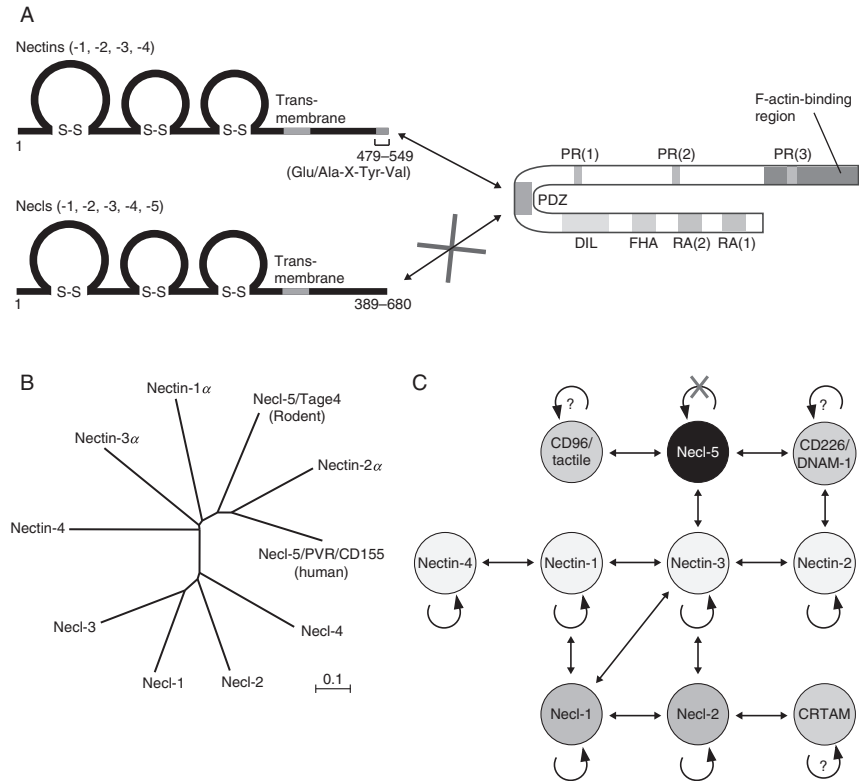 A
Nectins (-1, -2, -3, -4)
S-S
S-S
S-S
Trans-
membrane
1
479–549
(Glu/Ala-X-Tyr-Val)
Necls (-1, -2, -3, -4, -5)
S-S
S-S
S-S
Trans-
membrane
1
389–680
F-actin-binding
region
PR(1)
PR(2)
PR(3)
PDZ
DIL
FHA
RA(2)
RA(1)
B
Nectin-1α
Necl-5/Tage4
(Rodent)
Nectin-3α
Nectin-2α
Nectin-4
Necl-5/PVR/CD155
(human)
Necl-3
Necl-4
Necl-1
Necl-2
0.1
C
?
?
CD96/
tactile
Necl-5
CD226/
DNAM-1
Nectin-4
Nectin-1
Nectin-3
Nectin-2
Necl-1
Necl-2
CRTAM
?